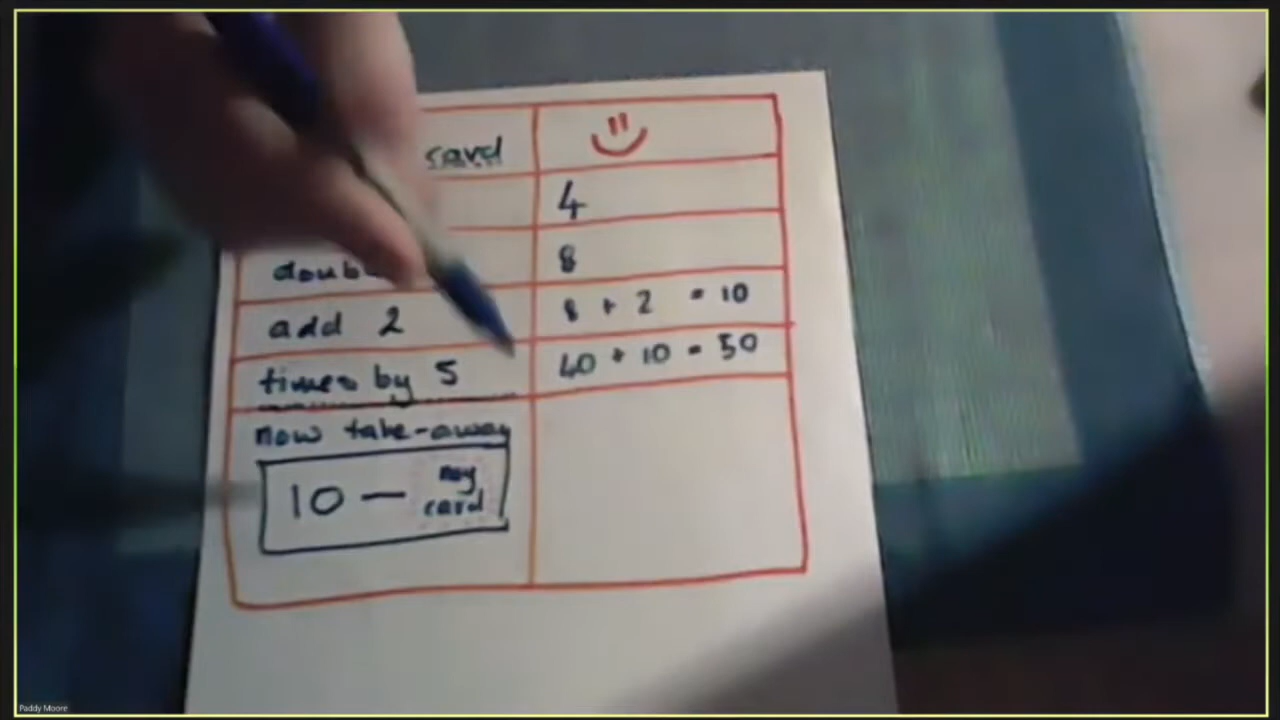 card
4
doub
8
add 2
8 + 2 = 10
times by 5
40 + 10 = 50
now take-away
10 — my card
Paddy Moore